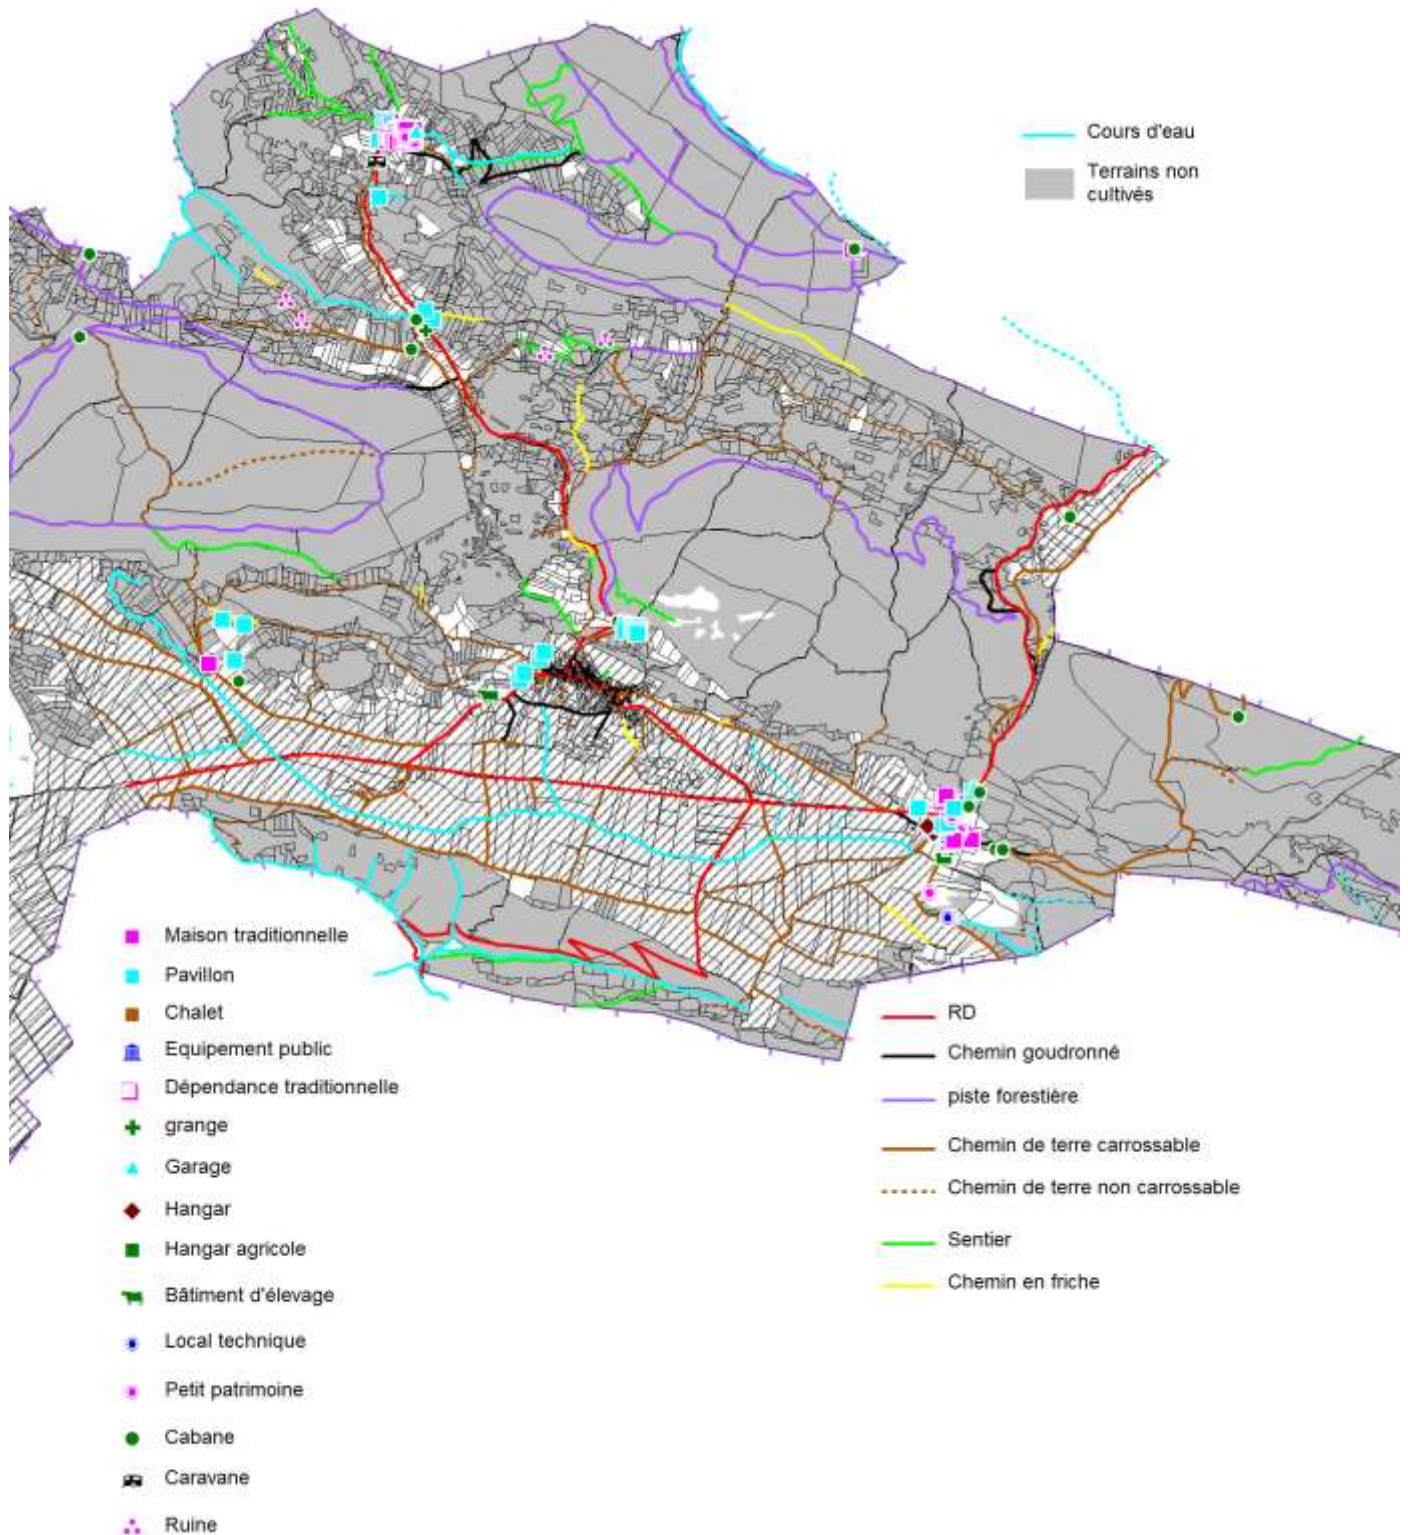 Cours d'eau
Terrains non
cultivés
Maison traditionnelle
Pavillon
Chalet
Equipement public
Dépendance traditionnelle
grange
Garage
Hangar
Hangar agricole
Bâtiment d'élevage
Local technique
Petit patrimoine
Cabane
Caravane
Ruine
RD
Chemin goudronné
piste forestière
Chemin de terre carrossable
Chemin de terre non carrossable
Sentier
Chemin en friche